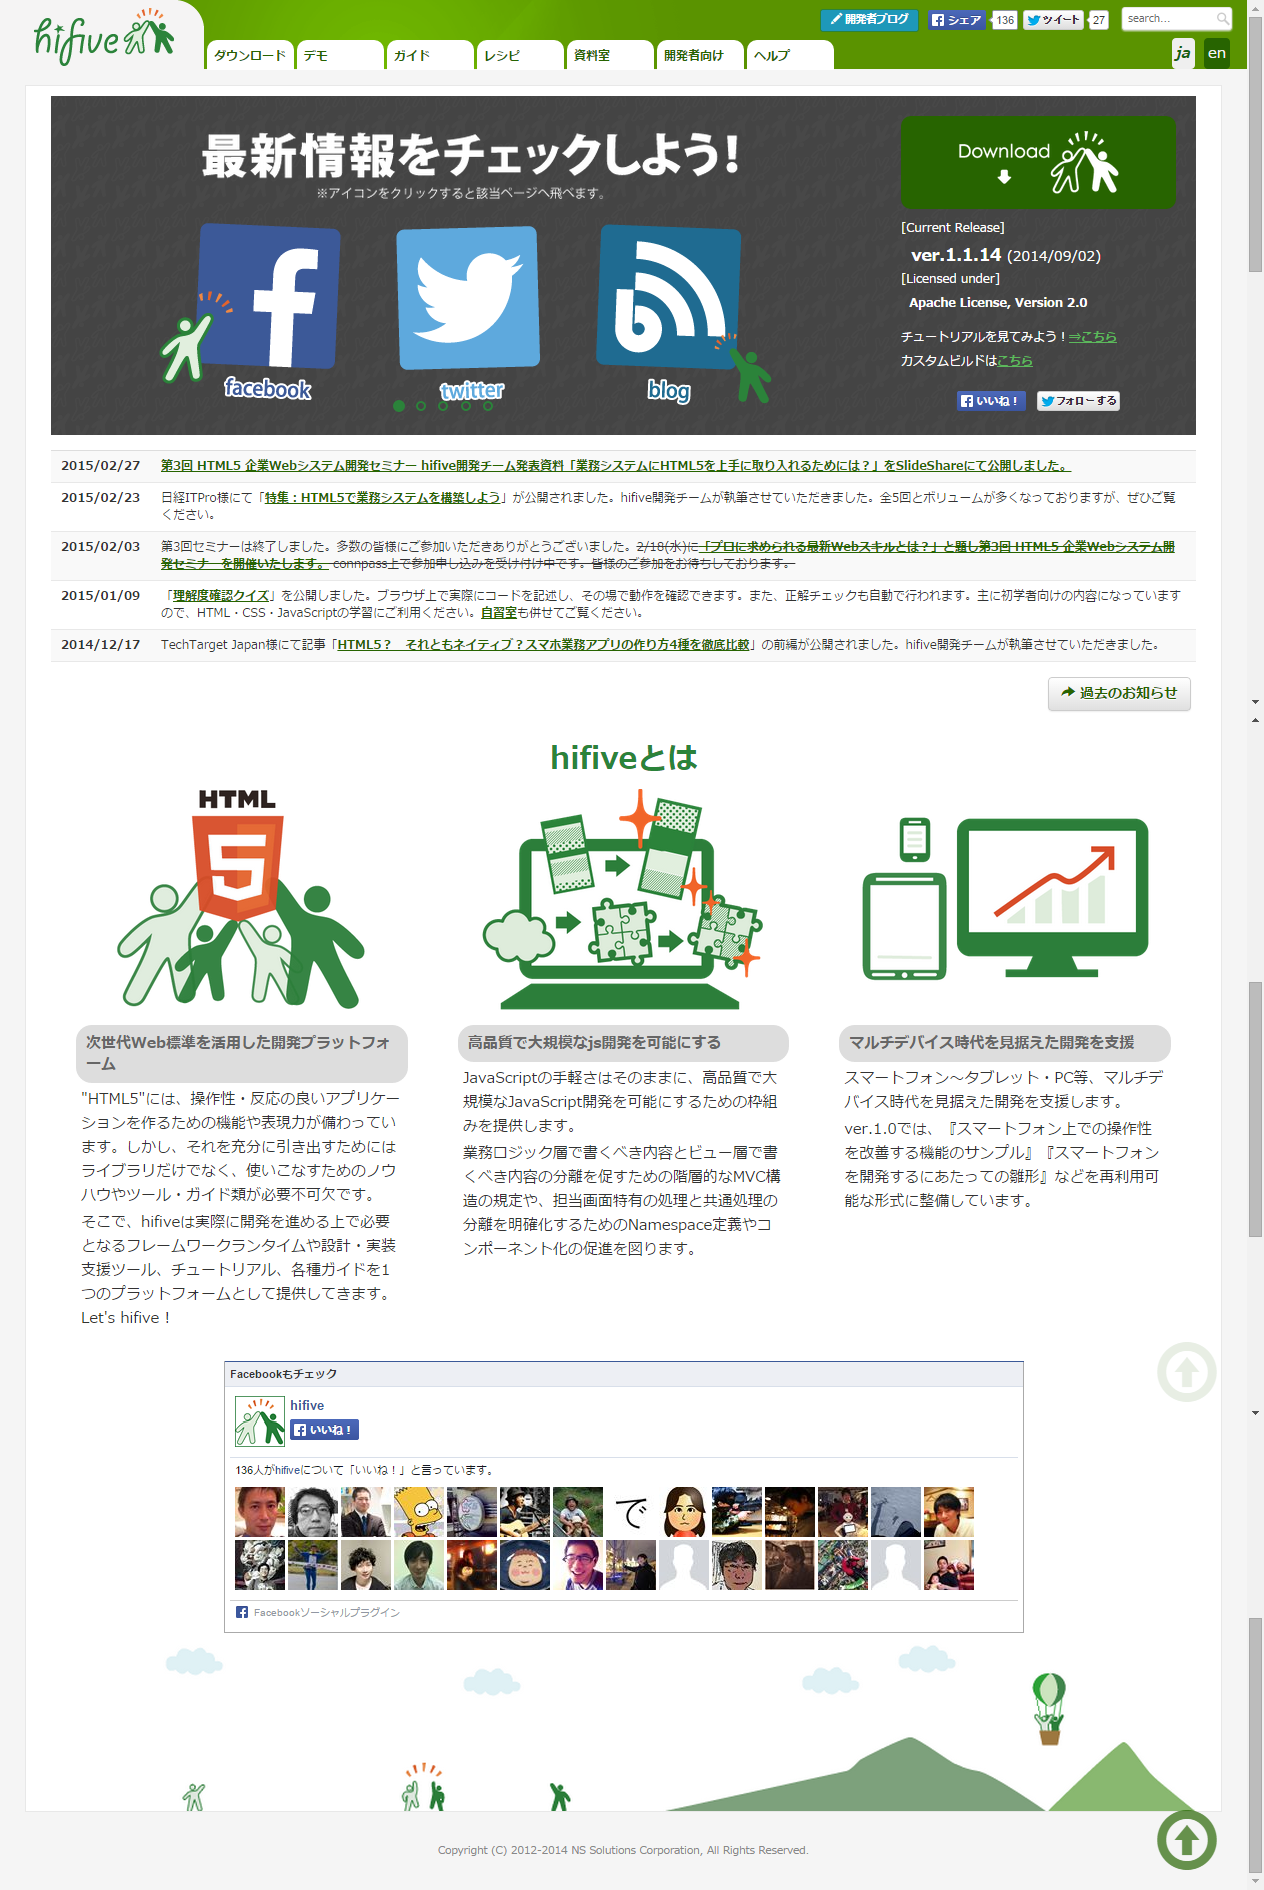 hifive
開発者ブログ シェア 136 ツイート 27 search...
ダウンロード デモ ガイド レシピ 資料室 開発者向け ヘルプ
ja en
最新情報をチェックしよう!
※アイコンをクリックすると該当ページへ飛べます。
facebook twitter blog
Download
[Current Release]
ver.1.1.14 (2014/09/02)
[Licensed under]
Apache License, Version 2.0
チュートリアルを見てみよう！⇒こちら
カスタムビルドはこちら
いいね！ フォローする
2015/02/27 第3回 HTML5 企業Webシステム開発セミナー hifive開発チーム発表資料「業務システムにHTML5を上手に取り入れるためには？」をSlideShareにて公開しました。
2015/02/23 日経ITPro様にて「特集：HTML5で業務システムを構築しよう」が公開されました。hifive開発チームが執筆させていただきました。全5回とボリュームが多くなっておりますが、ぜひご覧
ください。
2015/02/03 第3回セミナーは終了しました。多数の皆様にご参加いただきありがとうございました。2/18(水)に「プロに求められる最新Webスキルとは？」と題し第3回 HTML5 企業Webシステム開
発セミナーを開催いたします。 connpass上で参加申し込みを受け付け中です。皆様のご参加をお待ちしております。
2015/01/09 「理解度確認クイズ」を公開しました。ブラウザ上で実際にコードを記述し、その場で動作を確認できます。また、正解チェックも自動で行われます。主に初学者向けの内容になっています
ので、HTML・CSS・JavaScriptの学習にご利用ください。自習室も併せてご覧ください。
2014/12/17 TechTarget Japan様にて記事「HTML5？ それともネイティブ？スマホ業務アプリの作り方4種を徹底比較」の前編が公開されました。hifive開発チームが執筆させていただきました。
過去のお知らせ
hifiveとは
HTML
5
次世代Web標準を活用した開発プラットフォ
ーム
"HTML5"には、操作性・反応の良いアプリケー
ションを作るための機能や表現力が備わってい
ます。しかし、それを充分に引き出すためには
ライブラリだけでなく、使いこなすためのノウ
ハウやツール・ガイド類が必要不可欠です。
そこで、hifiveは実際に開発を進める上で必要
となるフレームワークランタイムや設計・実装
支援ツール、チュートリアル、各種ガイドを1
つのプラットフォームとして提供してきます。
Let's hifive！
高品質で大規模なjs開発を可能にする
JavaScriptの手軽さはそのままに、高品質で大
規模なJavaScript開発を可能にするための枠組
みを提供します。
業務ロジック層で書くべき内容とビュー層で書
くべき内容の分離を促すための階層的なMVC構
造の規定や、担当画面特有の処理と共通処理の
分離を明確化するためのNamespace定義やコ
ンポーネント化の促進を図ります。
マルチデバイス時代を見据えた開発を支援
スマートフォン～タブレット・PC等、マルチデ
バイス時代を見据えた開発を支援します。
ver.1.0では、『スマートフォン上での操作性
を改善する機能のサンプル』『スマートフォン
を開発するにあたっての雛形』などを再利用可
能な形式に整備しています。
Facebookもチェック
hifive
いいね！
136人がhifiveについて「いいね！」と言っています。
で
Facebookソーシャルプラグイン
Copyright (C) 2012-2014 NS Solutions Corporation, All Rights Reserved.